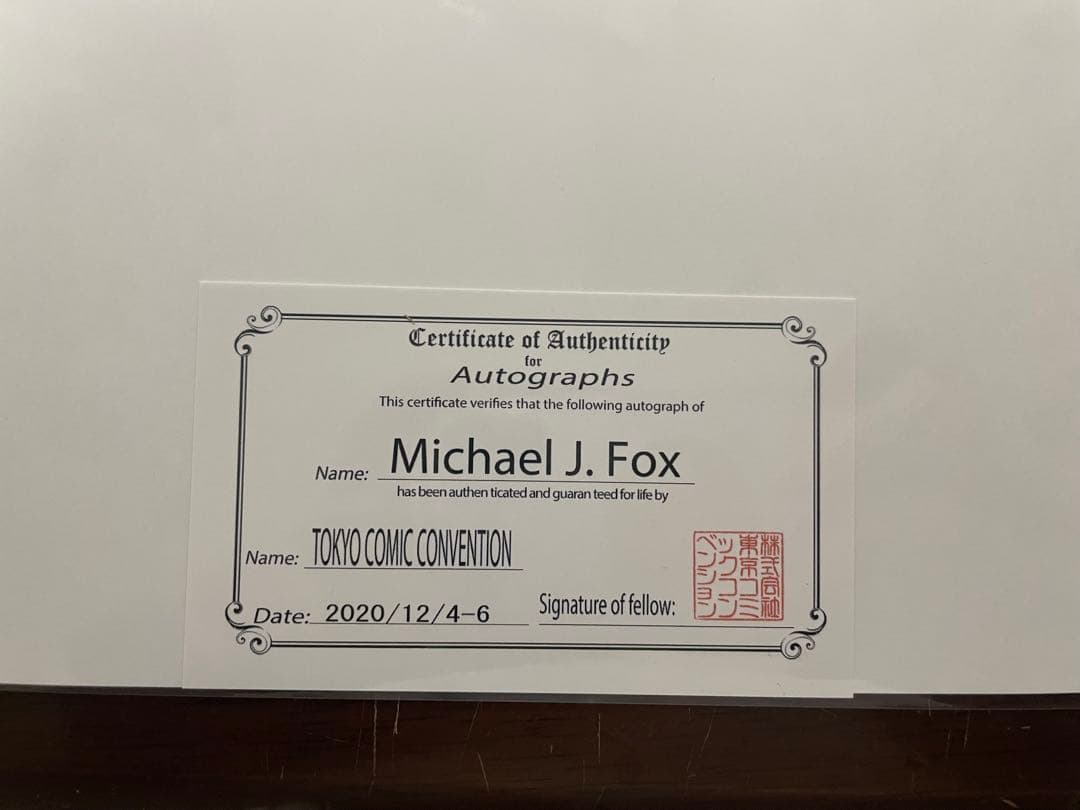 Certificate of Authenticity
for
Autographs
This certificate verifies that the following autograph of
Name: Michael J. Fox
has been authen ticated and guaran teed for life by
Name: TOKYO COMIC CONVENTION
Date: 2020/12/4-6
Signature of fellow:
株式会社
東京コミ
ックコン
ベンション